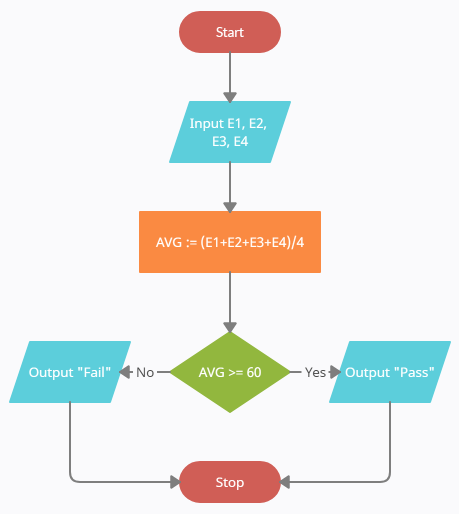 Start
Input E1, E2,
E3, E4
AVG := (E1+E2+E3+E4)/4
Output "Fail"
No
AVG >= 60
Yes
Output "Pass"
Stop